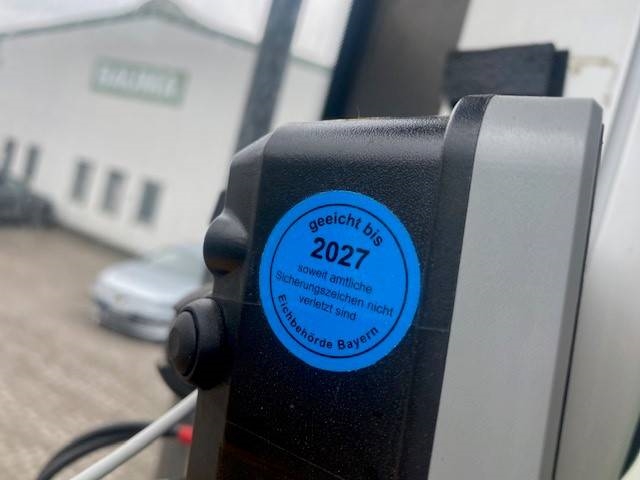 geeicht bis
2027
soweit amtliche
Sicherungszeichen nicht
verletzt sind
Eichbehörde Bayern